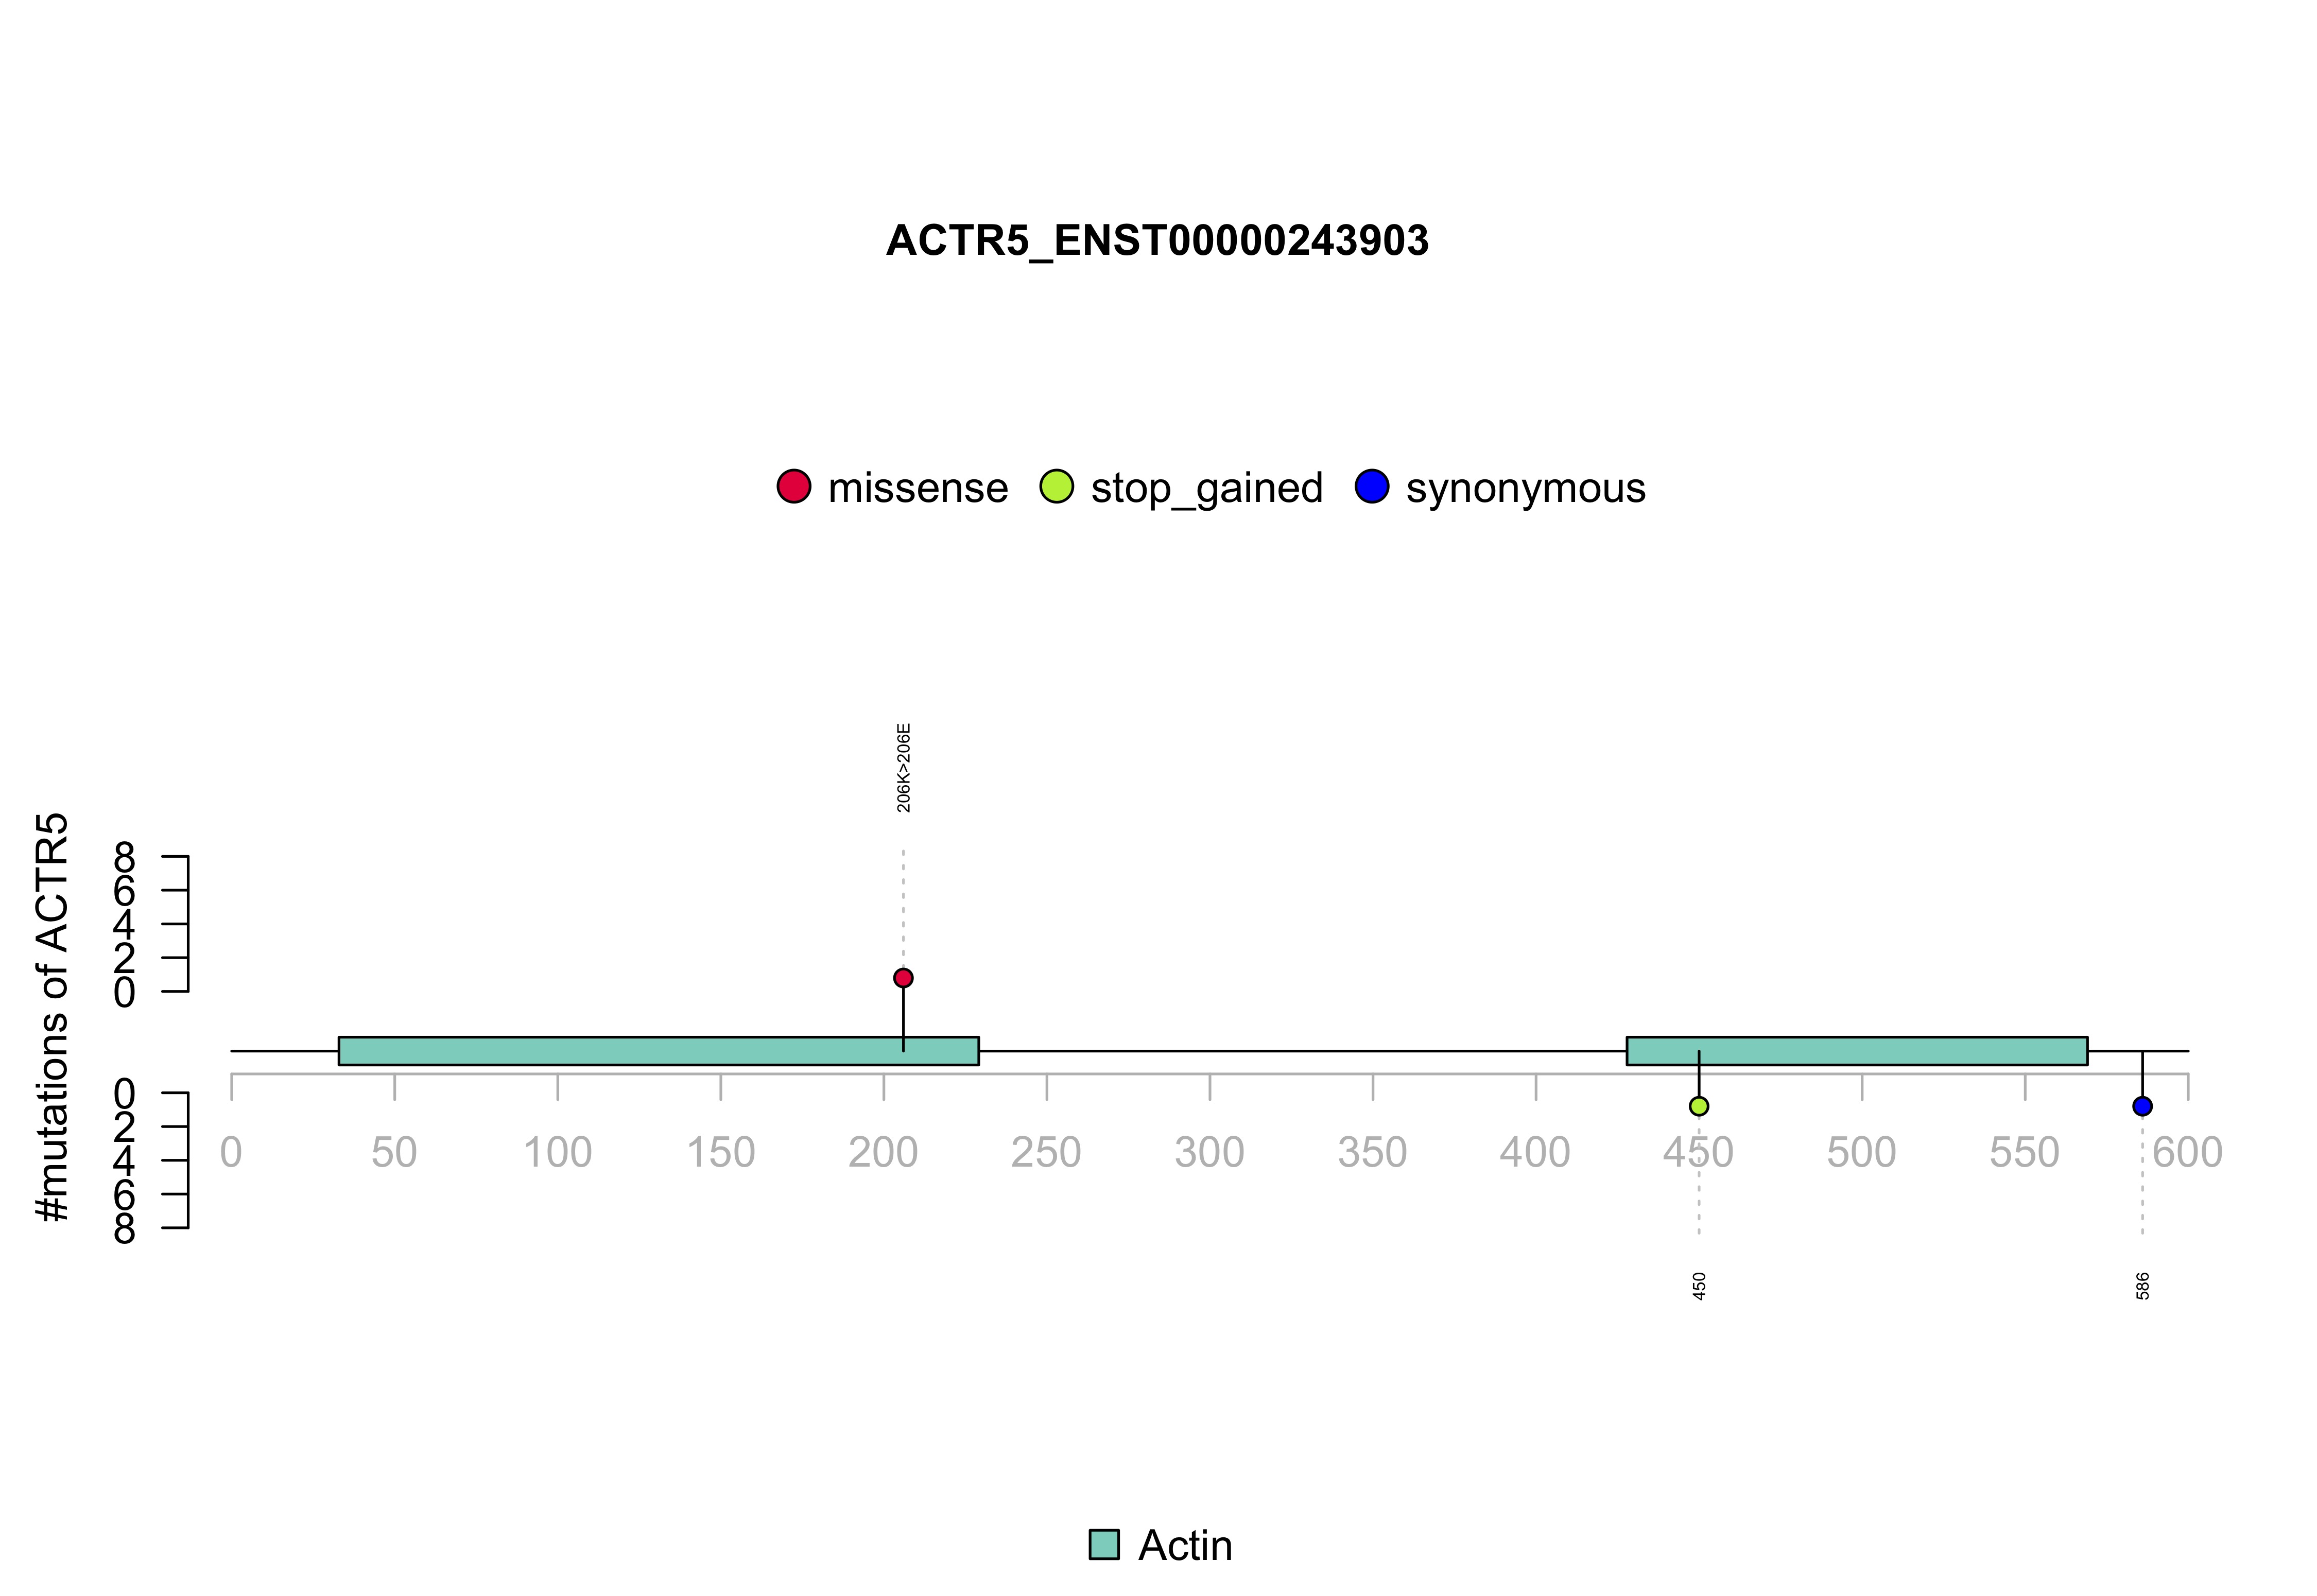 ACTR5_ENST00000243903
missense stop_gained synonymous
206K>206E
#mutations of ACTR5
8
6
4
2
0
0
2
4
6
8
0 50 100 150 200 250 300 350 400 450 500 550 600
450 586
Actin